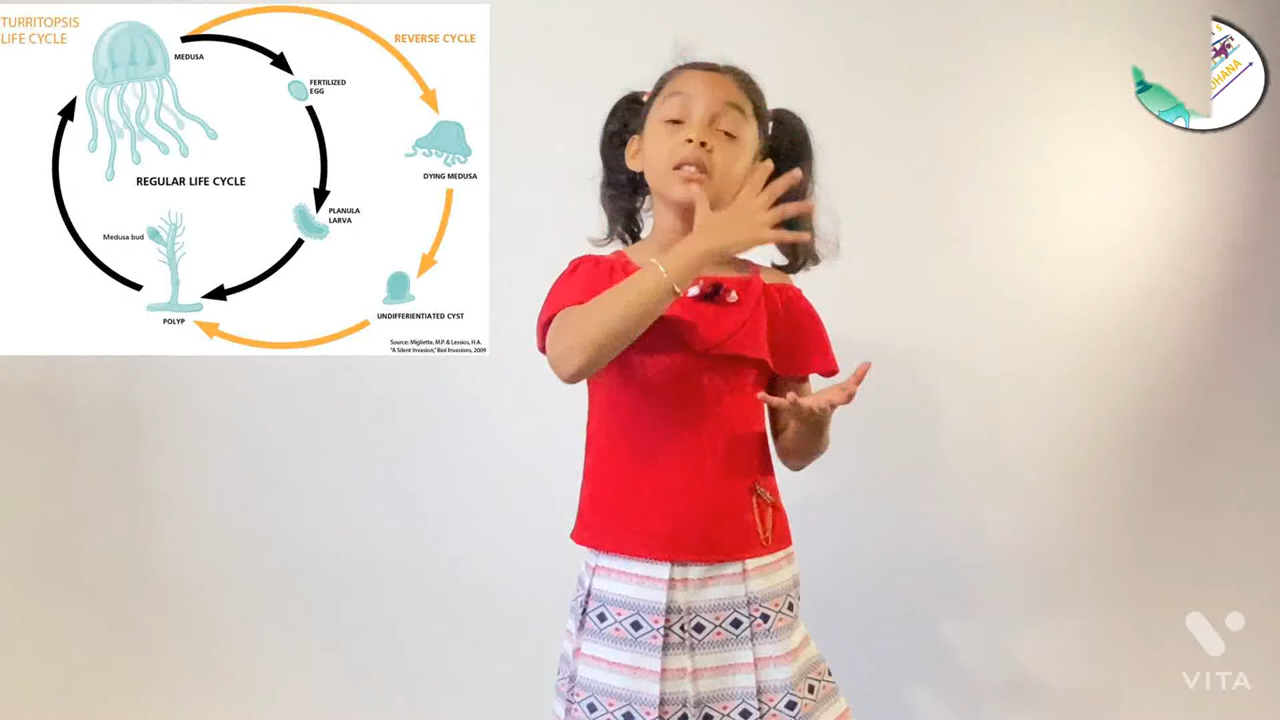 TURRITOPSIS
LIFE CYCLE
REVERSE CYCLE
MEDUSA
FERTILIZED
EGG
DYING MEDUSA
REGULAR LIFE CYCLE
PLANULA
LARVA
Medusa bud
UNDIFFERIENTIATED CYST
POLYP
Source: Miglietta, M.P. & Lessios, H.A.
"A Silent Invasion," Biol Invasions, 2009
VITA